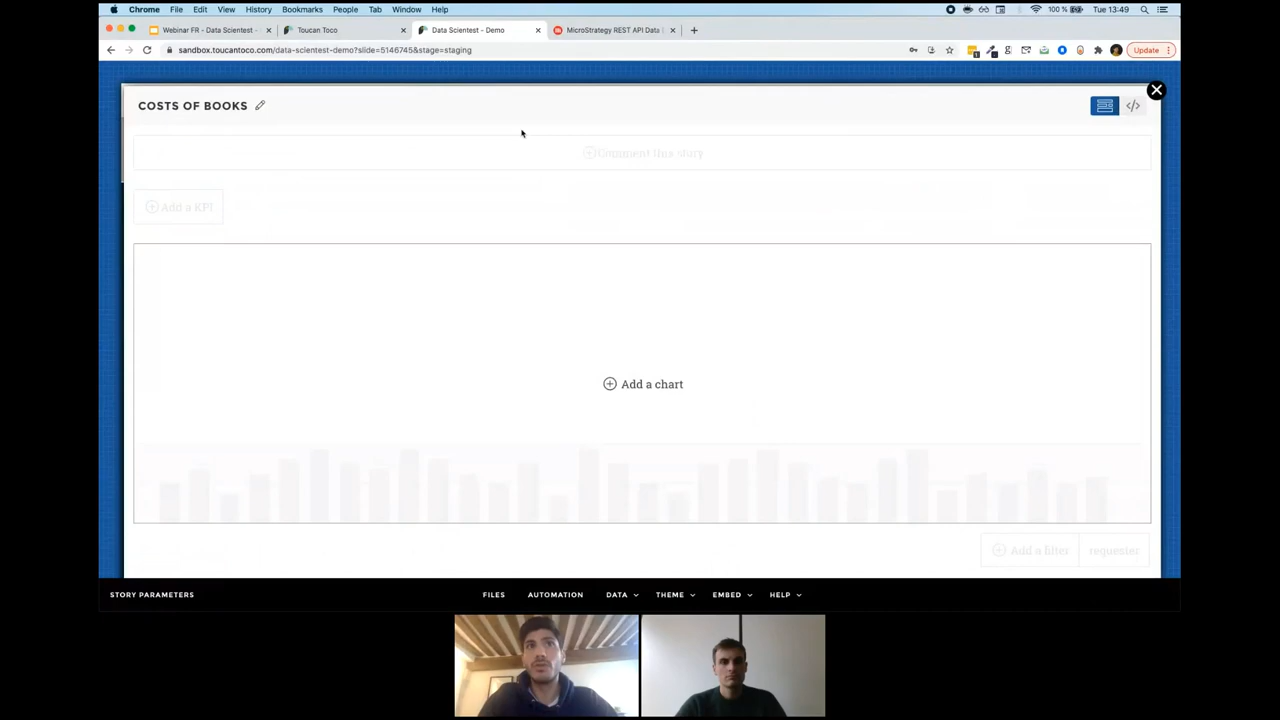 Chrome File Edit View History Bookmarks People Tab Window Help 100 % Tue 13:49
Webinar FR - Data Scientest - Toucan Toco Data Scientest - Demo MicroStrategy REST API Data
sandbox.toucantoco.com/data-scientest-demo?slide=5146745&stage=staging Update
COSTS OF BOOKS </>
Comment this story
Add a KPI
Add a chart
Add a filter requester
STORY PARAMETERS FILES AUTOMATION DATA THEME EMBED HELP